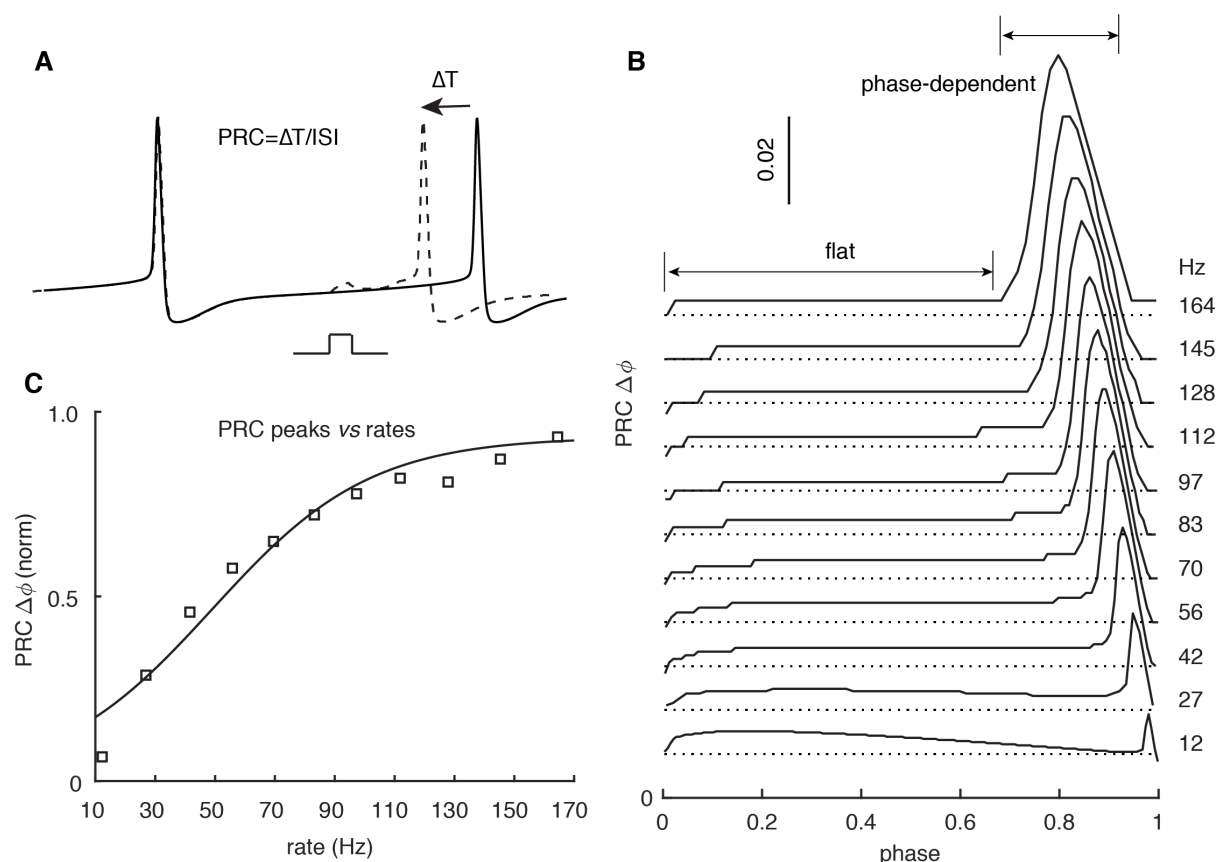 A
ΔT
PRC=ΔT/ISI
B
phase-dependent
0.02
flat
Hz
164
145
128
112
97
83
70
56
42
27
12
PRC Δϕ
0
0 0.2 0.4 0.6 0.8 1
phase
C
PRC peaks vs rates
1.0
0.5
0
PRC Δϕ (norm)
10 30 50 70 90 110 130 150 170
rate (Hz)